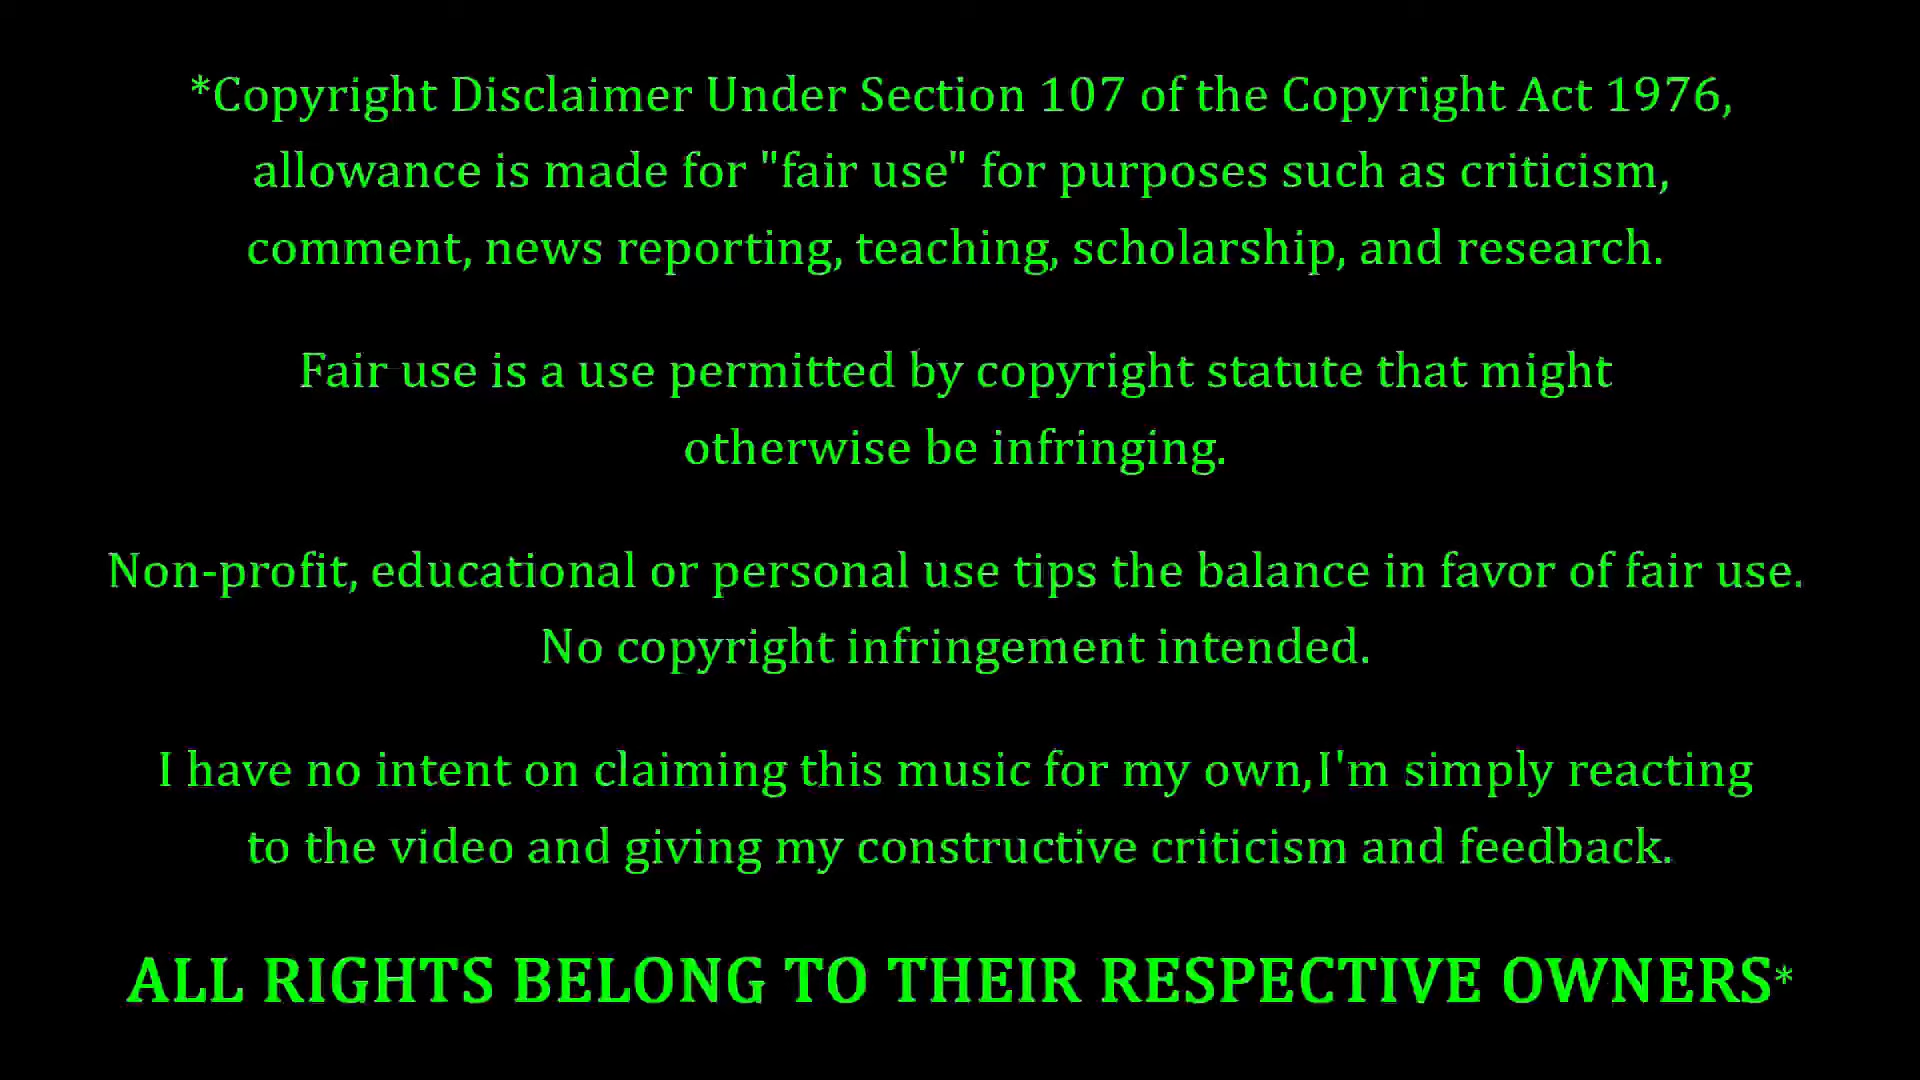 *Copyright Disclaimer Under Section 107 of the Copyright Act 1976,
allowance is made for "fair use" for purposes such as criticism,
comment, news reporting, teaching, scholarship, and research.
Fair use is a use permitted by copyright statute that might
otherwise be infringing.
Non-profit, educational or personal use tips the balance in favor of fair use.
No copyright infringement intended.
I have no intent on claiming this music for my own,I'm simply reacting
to the video and giving my constructive criticism and feedback.
ALL RIGHTS BELONG TO THEIR RESPECTIVE OWNERS*